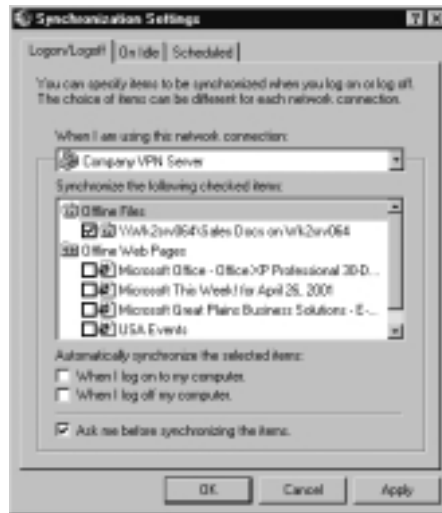 Synchronization Settings
Logon/Logoff
On Idle
Scheduled
You can specify items to be synchronized when you log on or log off.
The choice of items can be different for each network connection.
When I am using this network connection:
Company VPN Server
Synchronize the following checked items:
Offline Files
\\Wk2srv064\Sales Docs on Wk2srv064
Offline Web Pages
Microsoft Office - Office XP Professional 30-D...
Microsoft This Week! for April 26, 2001
Microsoft Great Plains Business Solutions - E-...
USA Events
Automatically synchronize the selected items:
When I log on to my computer.
When I log off my computer.
Ask me before synchronizing the items.
OK
Cancel
Apply